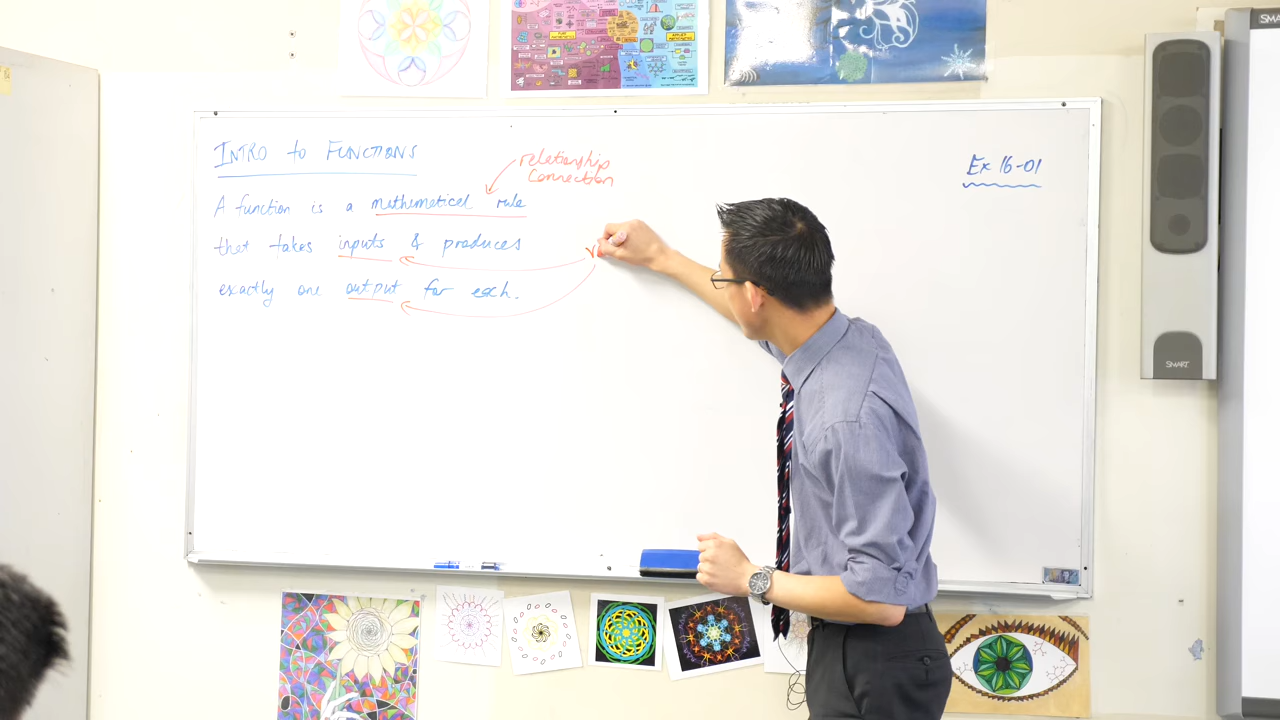 INTRO to FUNCTIONS
relationship
connection
Ex 16-01
A function is a mathematical rule
that takes inputs & produces
exactly one output for each.
SMART